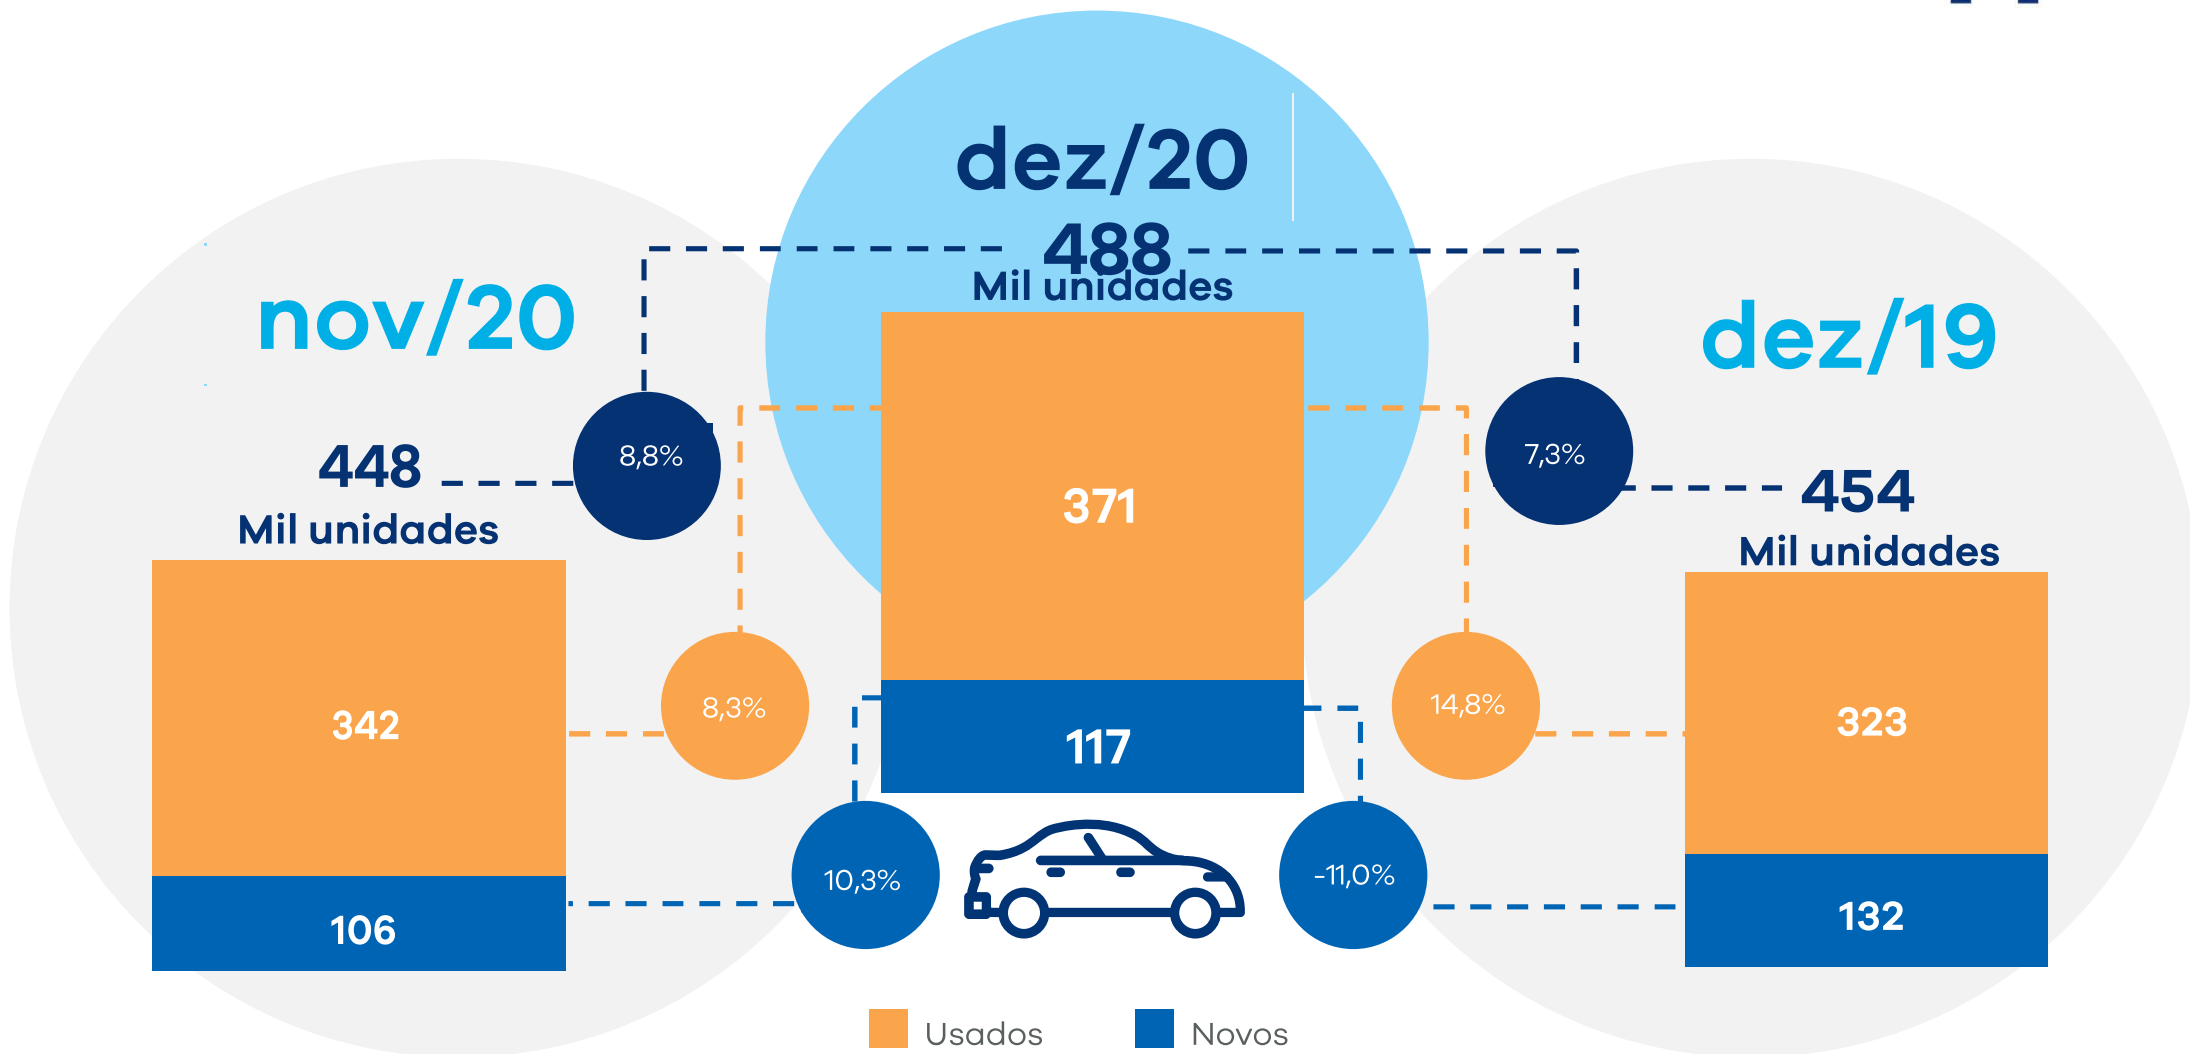 dez/20
488
Mil unidades
nov/20
448
Mil unidades
dez/19
454
Mil unidades
8,8%
7,3%
371
117
342
106
323
132
8,3%
14,8%
10,3%
-11,0%
Usados
Novos